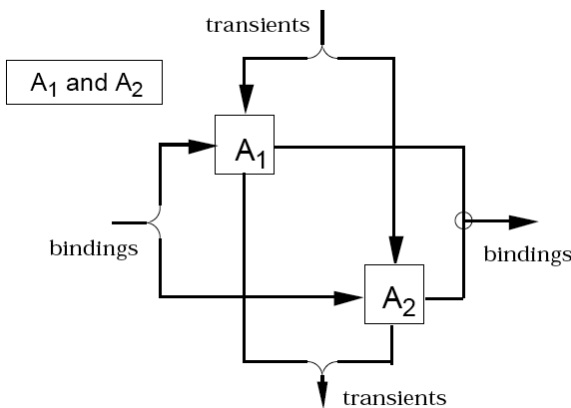 transients
A₁ and A₂
A₁
bindings
bindings
A₂
transients